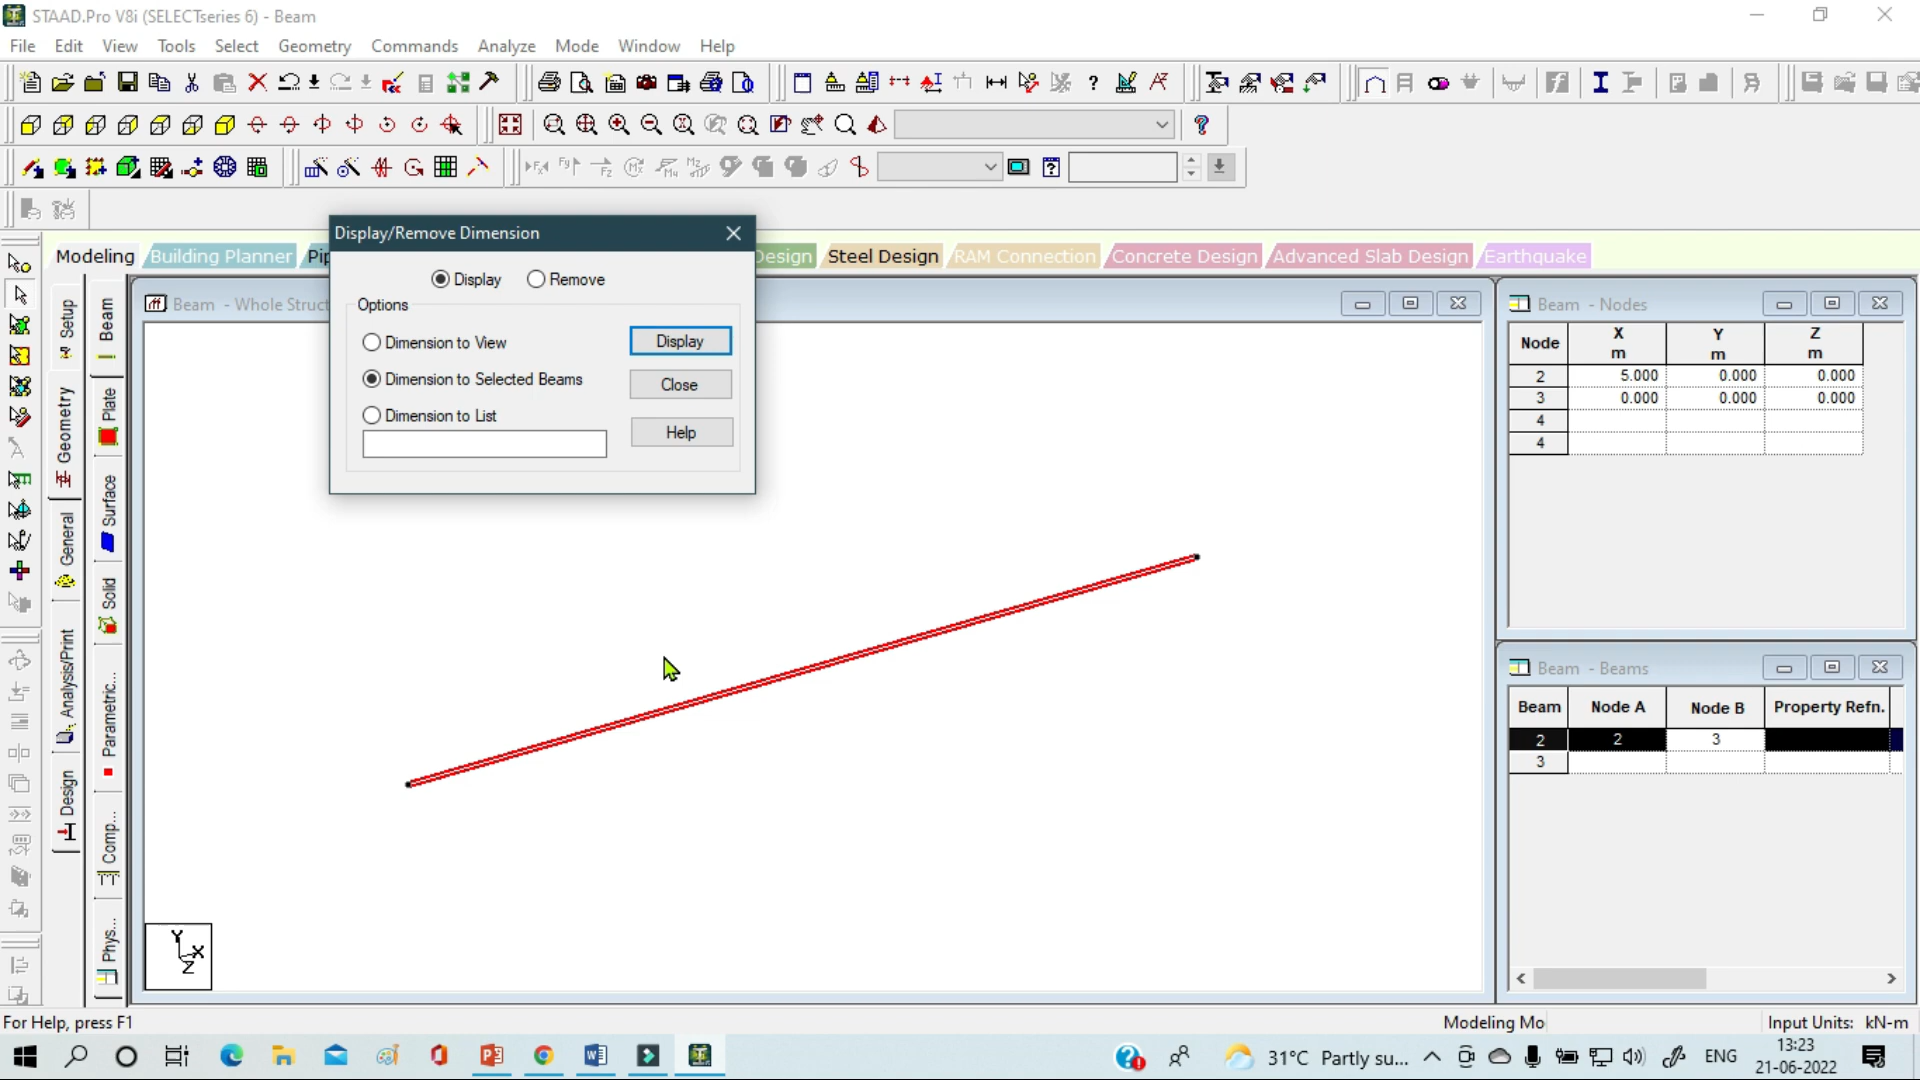 STAAD.Pro V8i (SELECTseries 6) - Beam
File Edit View Tools Select Geometry Commands Analyze Mode Window Help
Modeling Building Planner Pip Design Steel Design RAM Connection Concrete Design Advanced Slab Design Earthquake
Display/Remove Dimension
Display Remove
Options
Dimension to View
Dimension to Selected Beams
Dimension to List
Display
Close
Help
Setup
Geometry
General
Analysis/Print
Design
Beam
Plate
Surface
Solid
Parametric...
Comp...
Phys...
Beam - Whole Struct
Y
X
Z
Beam - Nodes
Node X m Y m Z m
2 5.000 0.000 0.000
3 0.000 0.000 0.000
4
4
Beam - Beams
Beam Node A Node B Property Refn.
2 2 3
3
For Help, press F1
Modeling Mo
Input Units: kN-m
31°C Partly su...
ENG
13:23
21-06-2022